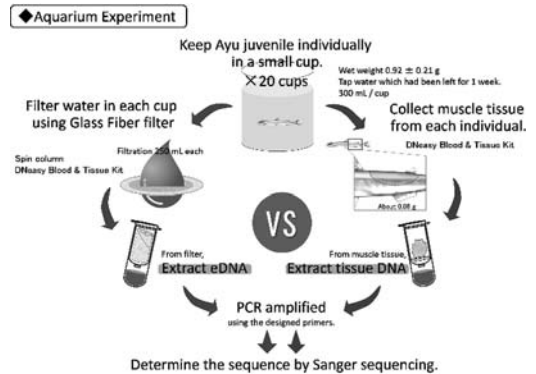 ◆Aquarium Experiment
Keep Ayu juvenile individually
in a small cup.
×20 cups
Wet weight 0.92 ± 0.21 g
Tap water which had been left for 1 week.
300 mL / cup
Filter water in each cup
using Glass Fiber filter
Collect muscle tissue
from each individual.
Filtration 250 mL each
DNeasy Blood & Tissue Kit
Spin column
DNeasy Blood & Tissue Kit
About 0.08 g
VS
From filter,
Extract eDNA
From muscle tissue,
Extract tissue DNA
PCR amplified
using the designed primers.
Determine the sequence by Sanger sequencing.